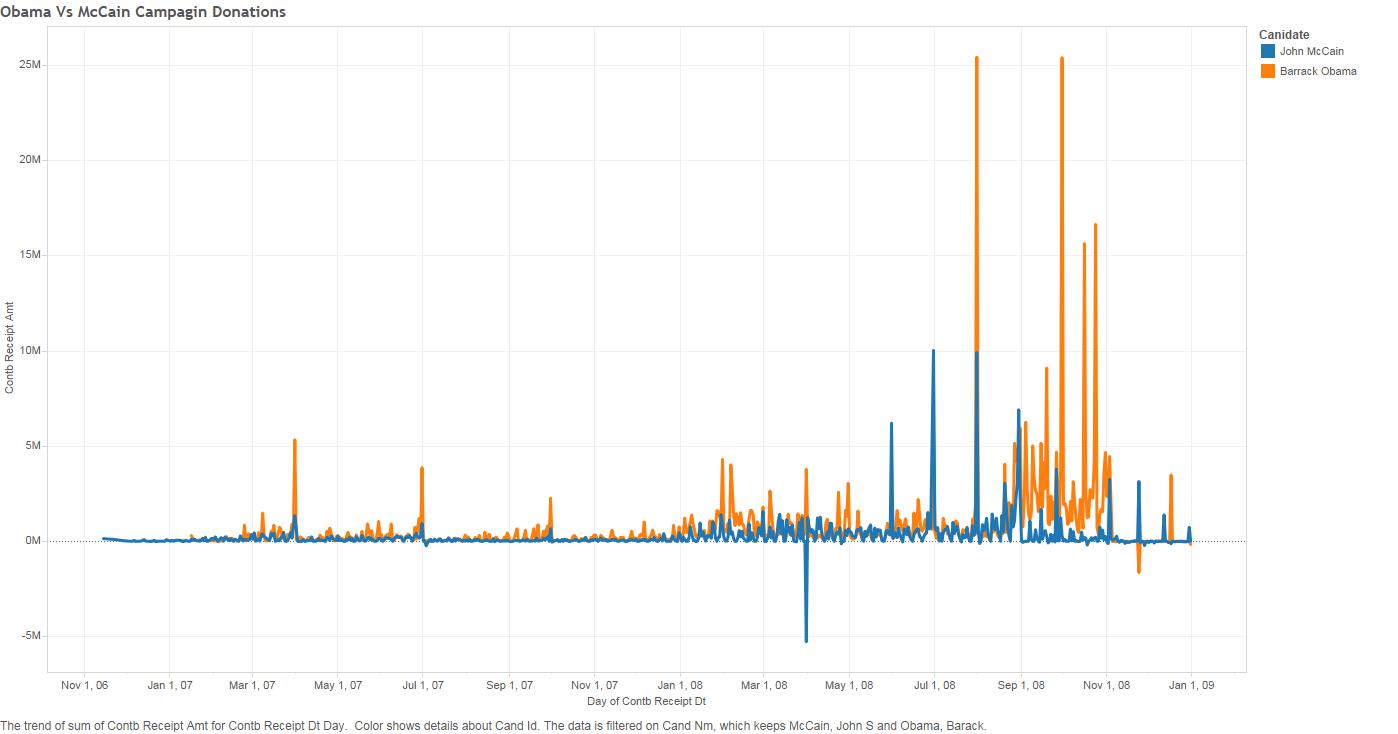 Obama Vs McCain Campagin Donations
Canidate
John McCain
Barrack Obama
25M
20M
15M
10M
5M
0M
-5M
Contb Receipt Amt
Nov 1, 06
Jan 1, 07
Mar 1, 07
May 1, 07
Jul 1, 07
Sep 1, 07
Nov 1, 07
Jan 1, 08
Mar 1, 08
May 1, 08
Jul 1, 08
Sep 1, 08
Nov 1, 08
Jan 1, 09
Day of Contb Receipt Dt
The trend of sum of Contb Receipt Amt for Contb Receipt Dt Day.  Color shows details about Cand Id. The data is filtered on Cand Nm, which keeps McCain, John S and Obama, Barack.